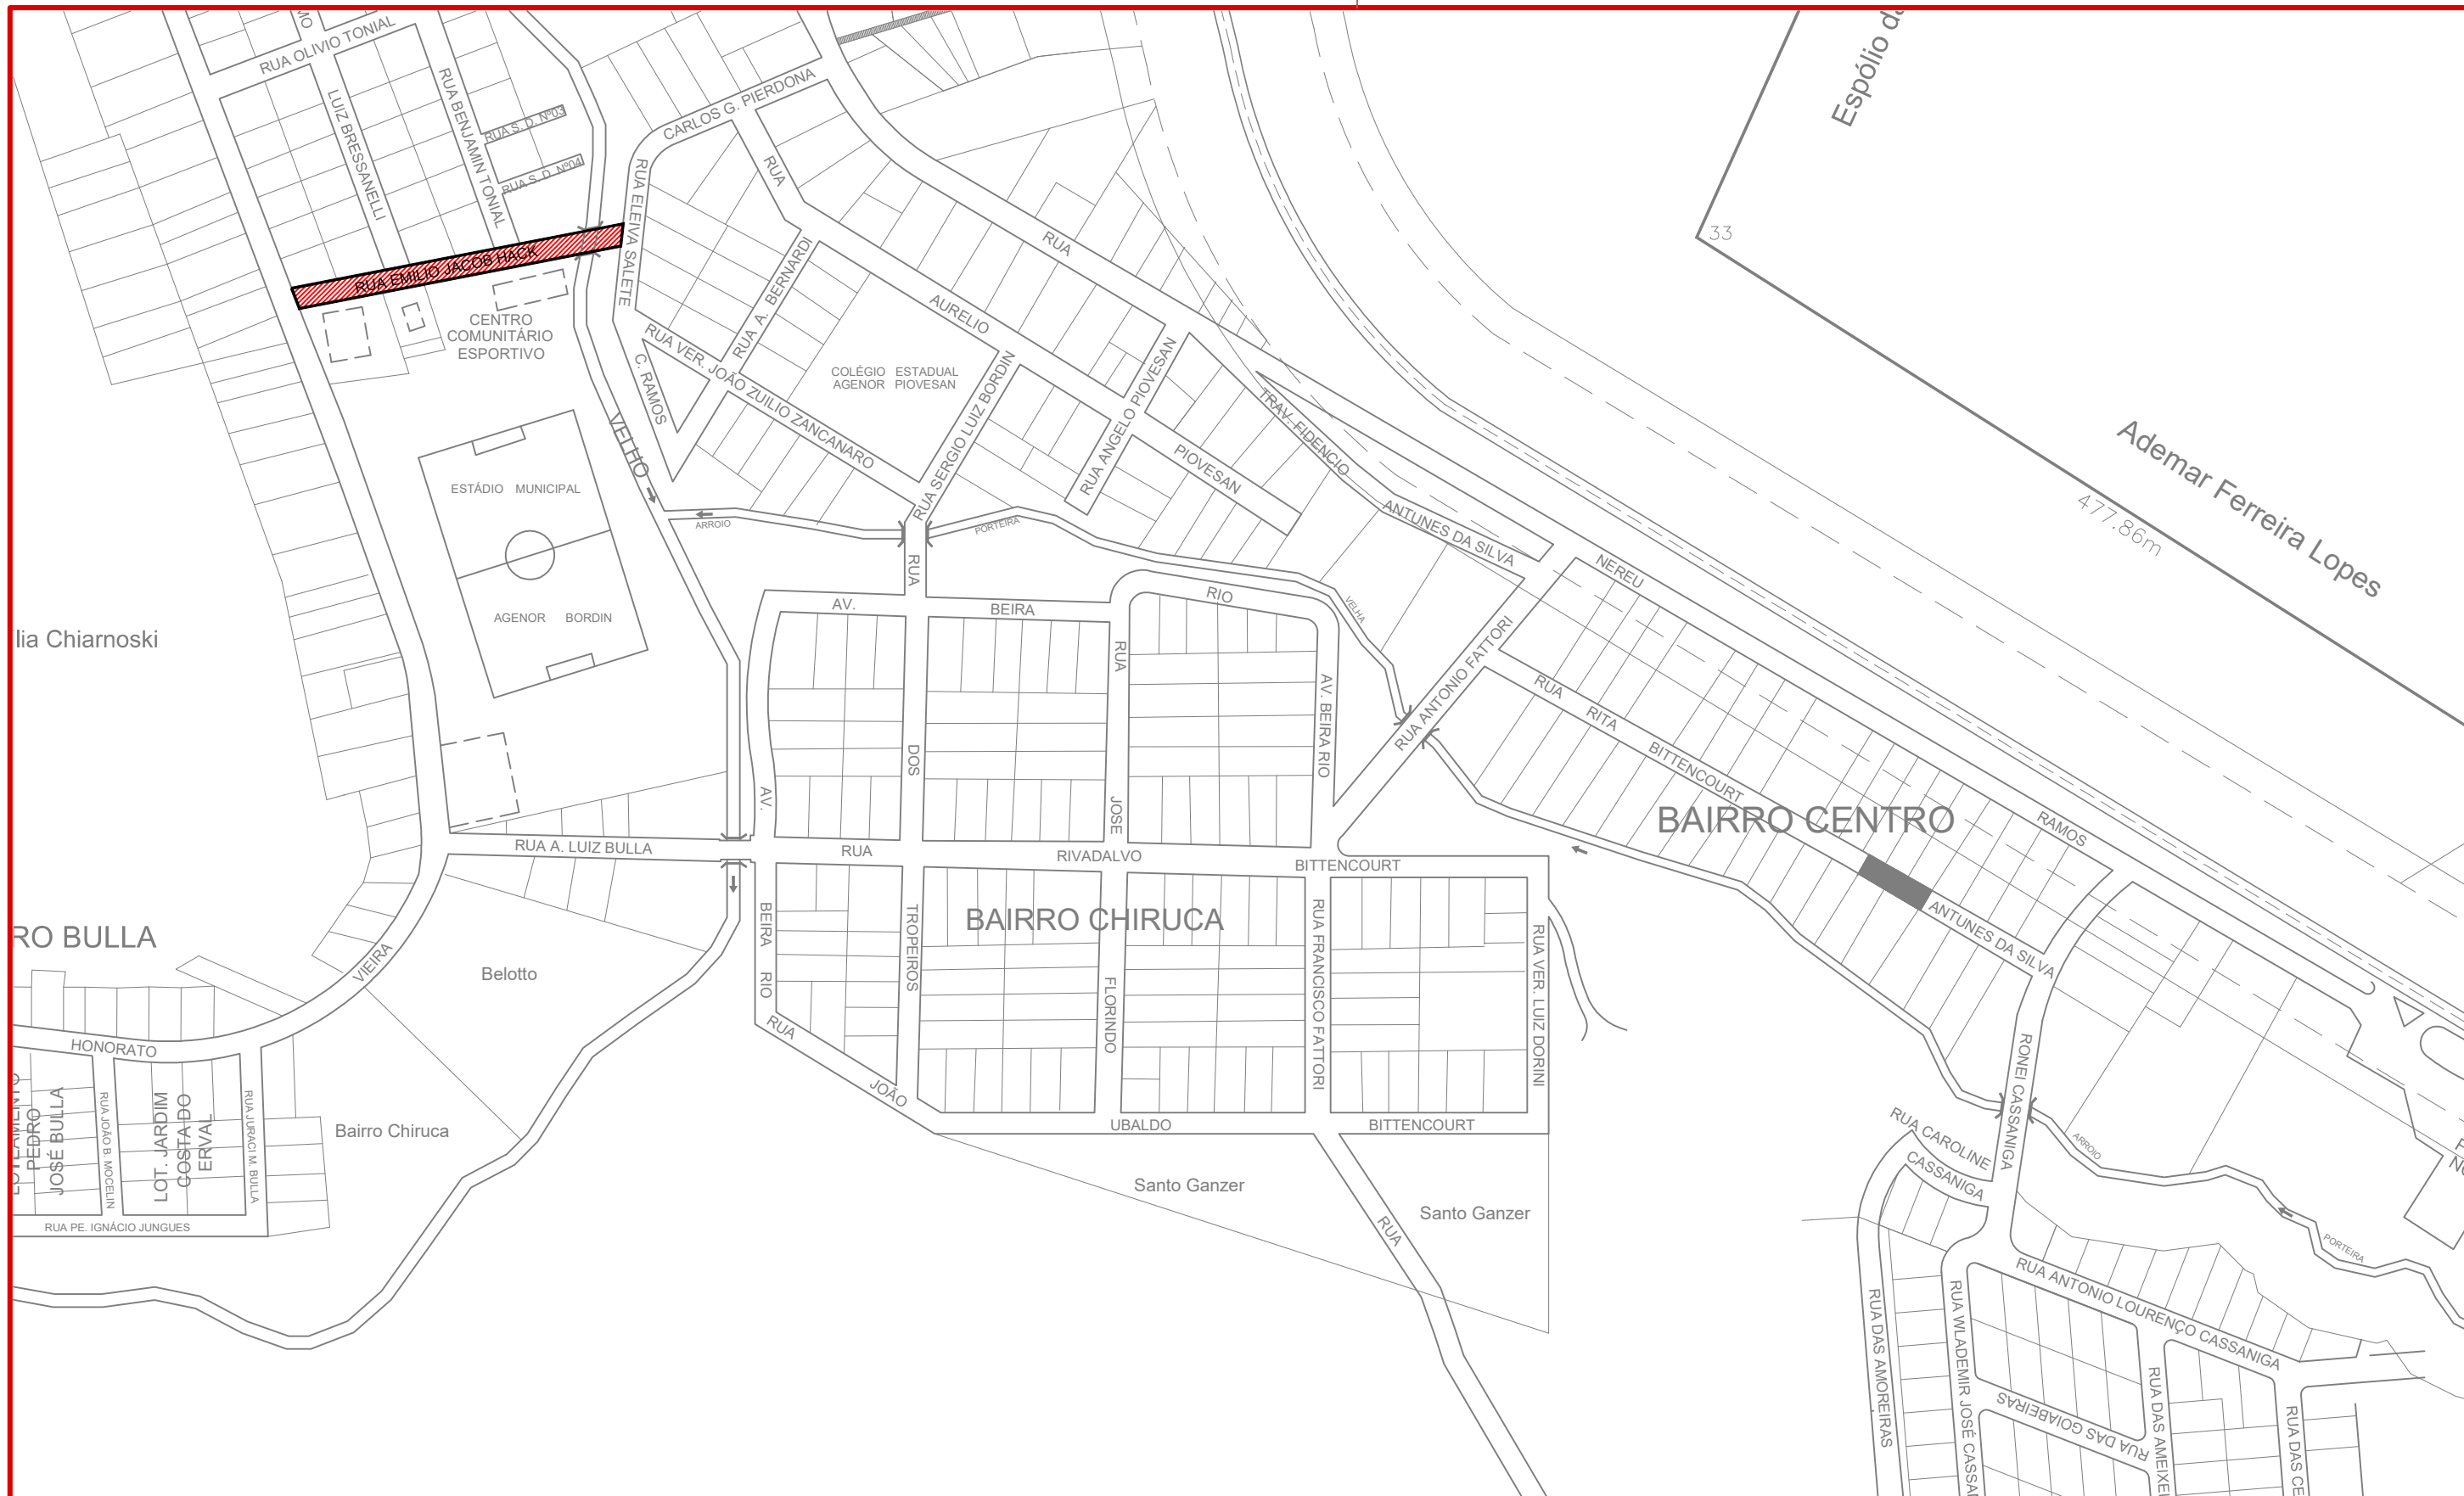 RUA OLIVIO TONIAL
LUIZ BRESSANELLI
RUA BENJAMIN TONIAL
RUA S. D. Nº03
RUA S. D. Nº04
RUA EMILIO JACOB HACK
CENTRO
COMUNITÁRIO
ESPORTIVO
CARLOS G. PIERDONA
RUA ELEIVA SALETE
C. RAMOS
RUA
AURELIO
PIOVESAN
RUA A. BERNARDI
RUA VER. JOÃO ZUILIO ZANCANARO
COLÉGIO ESTADUAL
AGENOR PIOVESAN
RUA SERGIO LUIZ BORDIN
RUA ANGELO PIOVESAN
RUA
NEREU
RAMOS
TRAV. FIDENCIO
ANTUNES DA SILVA
Espólio
33
Ademar Ferreira Lopes
477.86m
VELHO
ESTÁDIO MUNICIPAL
AGENOR BORDIN
ARROIO
PORTEIRA
VELHA
lia Chiarnoski
RUA
DOS
TROPEIROS
AV.
BEIRA
RIO
AV. BEIRA RIO
RUA
JOSE
FLORINDO
AV.
BEIRA RIO
RUA ANTONIO FATTORI
RUA
RITA
BITTENCOURT
ANTUNES DA SILVA
BAIRRO CENTRO
RUA A. LUIZ BULLA
RUA
RIVADALVO
BITTENCOURT
BAIRRO CHIRUCA
RUA FRANCISCO FATTORI
RUA VER. LUIZ DORINI
RO BULLA
VIEIRA
HONORATO
Belotto
Bairro Chiruca
PEDRO
JOSÉ BULLA
RUA JOÃO B. MOCELIN
LOT. JARDIM
COSTA DO
ERVAL
RUA JURACI M. BULLA
RUA PE. IGNÁCIO JUNGUES
RUA
JOÃO
UBALDO
BITTENCOURT
Santo Ganzer
Santo Ganzer
RUA
RONEI CASSANIGA
RUA CAROLINE
CASSANIGA
ARROIO
PORTEIRA
RUA ANTONIO LOURENÇO CASSANIGA
RUA DAS AMOREIRAS
RUA WLADEMIR JOSÉ CASSA
RUA DAS GOIABEIRAS
RUA DAS AMEIXE
RUA DAS CE